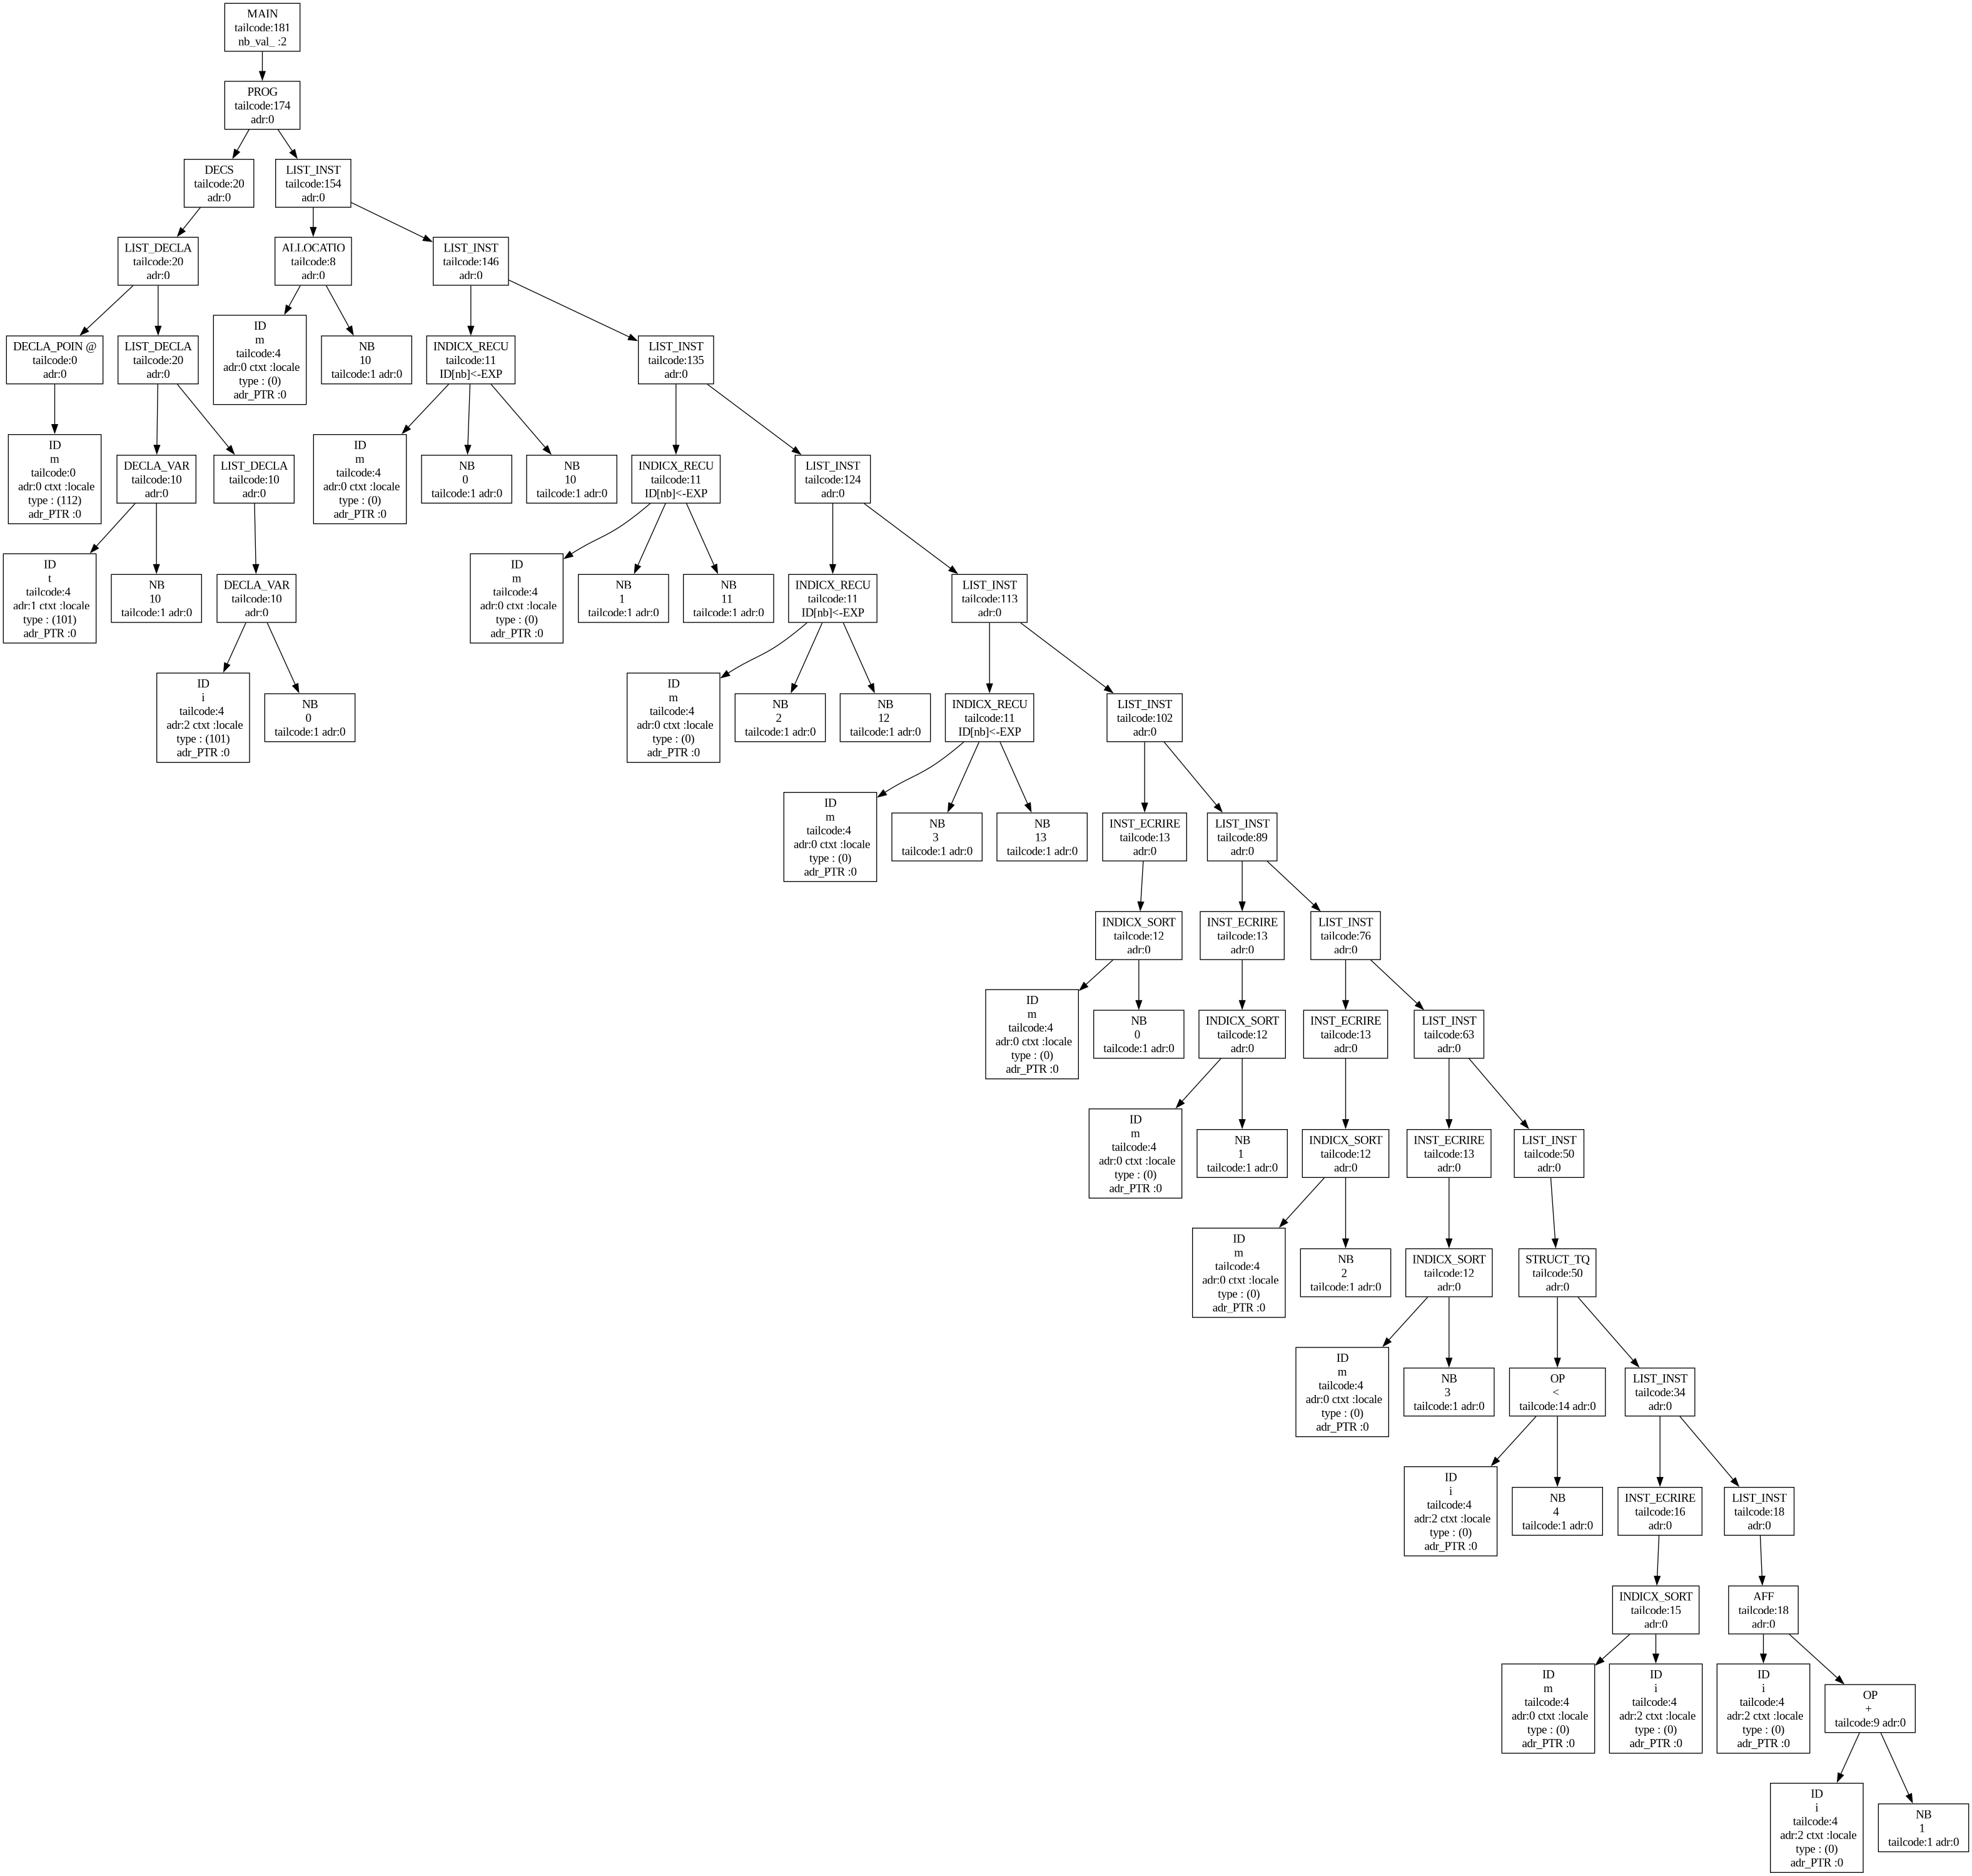 MAIN
tailcode:181
nb_val_ :2
PROG
tailcode:174
adr:0
DECS
tailcode:20
adr:0
LIST_INST
tailcode:154
adr:0
LIST_DECLA
tailcode:20
adr:0
ALLOCATIO
tailcode:8
adr:0
LIST_INST
tailcode:146
adr:0
DECLA_POIN @
tailcode:0
adr:0
LIST_DECLA
tailcode:20
adr:0
ID
m
tailcode:4
adr:0 ctxt :locale
type : (0)
adr_PTR :0
NB
10
tailcode:1 adr:0
INDICX_RECU
tailcode:11
ID[nb]<-EXP
LIST_INST
tailcode:135
adr:0
ID
m
tailcode:0
adr:0 ctxt :locale
type : (112)
adr_PTR :0
DECLA_VAR
tailcode:10
adr:0
LIST_DECLA
tailcode:10
adr:0
ID
m
tailcode:4
adr:0 ctxt :locale
type : (0)
adr_PTR :0
NB
0
tailcode:1 adr:0
NB
10
tailcode:1 adr:0
INDICX_RECU
tailcode:11
ID[nb]<-EXP
LIST_INST
tailcode:124
adr:0
ID
t
tailcode:4
adr:1 ctxt :locale
type : (101)
adr_PTR :0
NB
10
tailcode:1 adr:0
DECLA_VAR
tailcode:10
adr:0
ID
m
tailcode:4
adr:0 ctxt :locale
type : (0)
adr_PTR :0
NB
1
tailcode:1 adr:0
NB
11
tailcode:1 adr:0
INDICX_RECU
tailcode:11
ID[nb]<-EXP
LIST_INST
tailcode:113
adr:0
ID
i
tailcode:4
adr:2 ctxt :locale
type : (101)
adr_PTR :0
NB
0
tailcode:1 adr:0
ID
m
tailcode:4
adr:0 ctxt :locale
type : (0)
adr_PTR :0
NB
2
tailcode:1 adr:0
NB
12
tailcode:1 adr:0
INDICX_RECU
tailcode:11
ID[nb]<-EXP
LIST_INST
tailcode:102
adr:0
ID
m
tailcode:4
adr:0 ctxt :locale
type : (0)
adr_PTR :0
NB
3
tailcode:1 adr:0
NB
13
tailcode:1 adr:0
INST_ECRIRE
tailcode:13
adr:0
LIST_INST
tailcode:89
adr:0
INDICX_SORT
tailcode:12
adr:0
INST_ECRIRE
tailcode:13
adr:0
LIST_INST
tailcode:76
adr:0
ID
m
tailcode:4
adr:0 ctxt :locale
type : (0)
adr_PTR :0
NB
0
tailcode:1 adr:0
INDICX_SORT
tailcode:12
adr:0
INST_ECRIRE
tailcode:13
adr:0
LIST_INST
tailcode:63
adr:0
ID
m
tailcode:4
adr:0 ctxt :locale
type : (0)
adr_PTR :0
NB
1
tailcode:1 adr:0
INDICX_SORT
tailcode:12
adr:0
INST_ECRIRE
tailcode:13
adr:0
LIST_INST
tailcode:50
adr:0
ID
m
tailcode:4
adr:0 ctxt :locale
type : (0)
adr_PTR :0
NB
2
tailcode:1 adr:0
INDICX_SORT
tailcode:12
adr:0
STRUCT_TQ
tailcode:50
adr:0
ID
m
tailcode:4
adr:0 ctxt :locale
type : (0)
adr_PTR :0
NB
3
tailcode:1 adr:0
OP
<
tailcode:14 adr:0
LIST_INST
tailcode:34
adr:0
ID
i
tailcode:4
adr:2 ctxt :locale
type : (0)
adr_PTR :0
NB
4
tailcode:1 adr:0
INST_ECRIRE
tailcode:16
adr:0
LIST_INST
tailcode:18
adr:0
INDICX_SORT
tailcode:15
adr:0
AFF
tailcode:18
adr:0
ID
m
tailcode:4
adr:0 ctxt :locale
type : (0)
adr_PTR :0
ID
i
tailcode:4
adr:2 ctxt :locale
type : (0)
adr_PTR :0
ID
i
tailcode:4
adr:2 ctxt :locale
type : (0)
adr_PTR :0
OP
+
tailcode:9 adr:0
ID
i
tailcode:4
adr:2 ctxt :locale
type : (0)
adr_PTR :0
NB
1
tailcode:1 adr:0